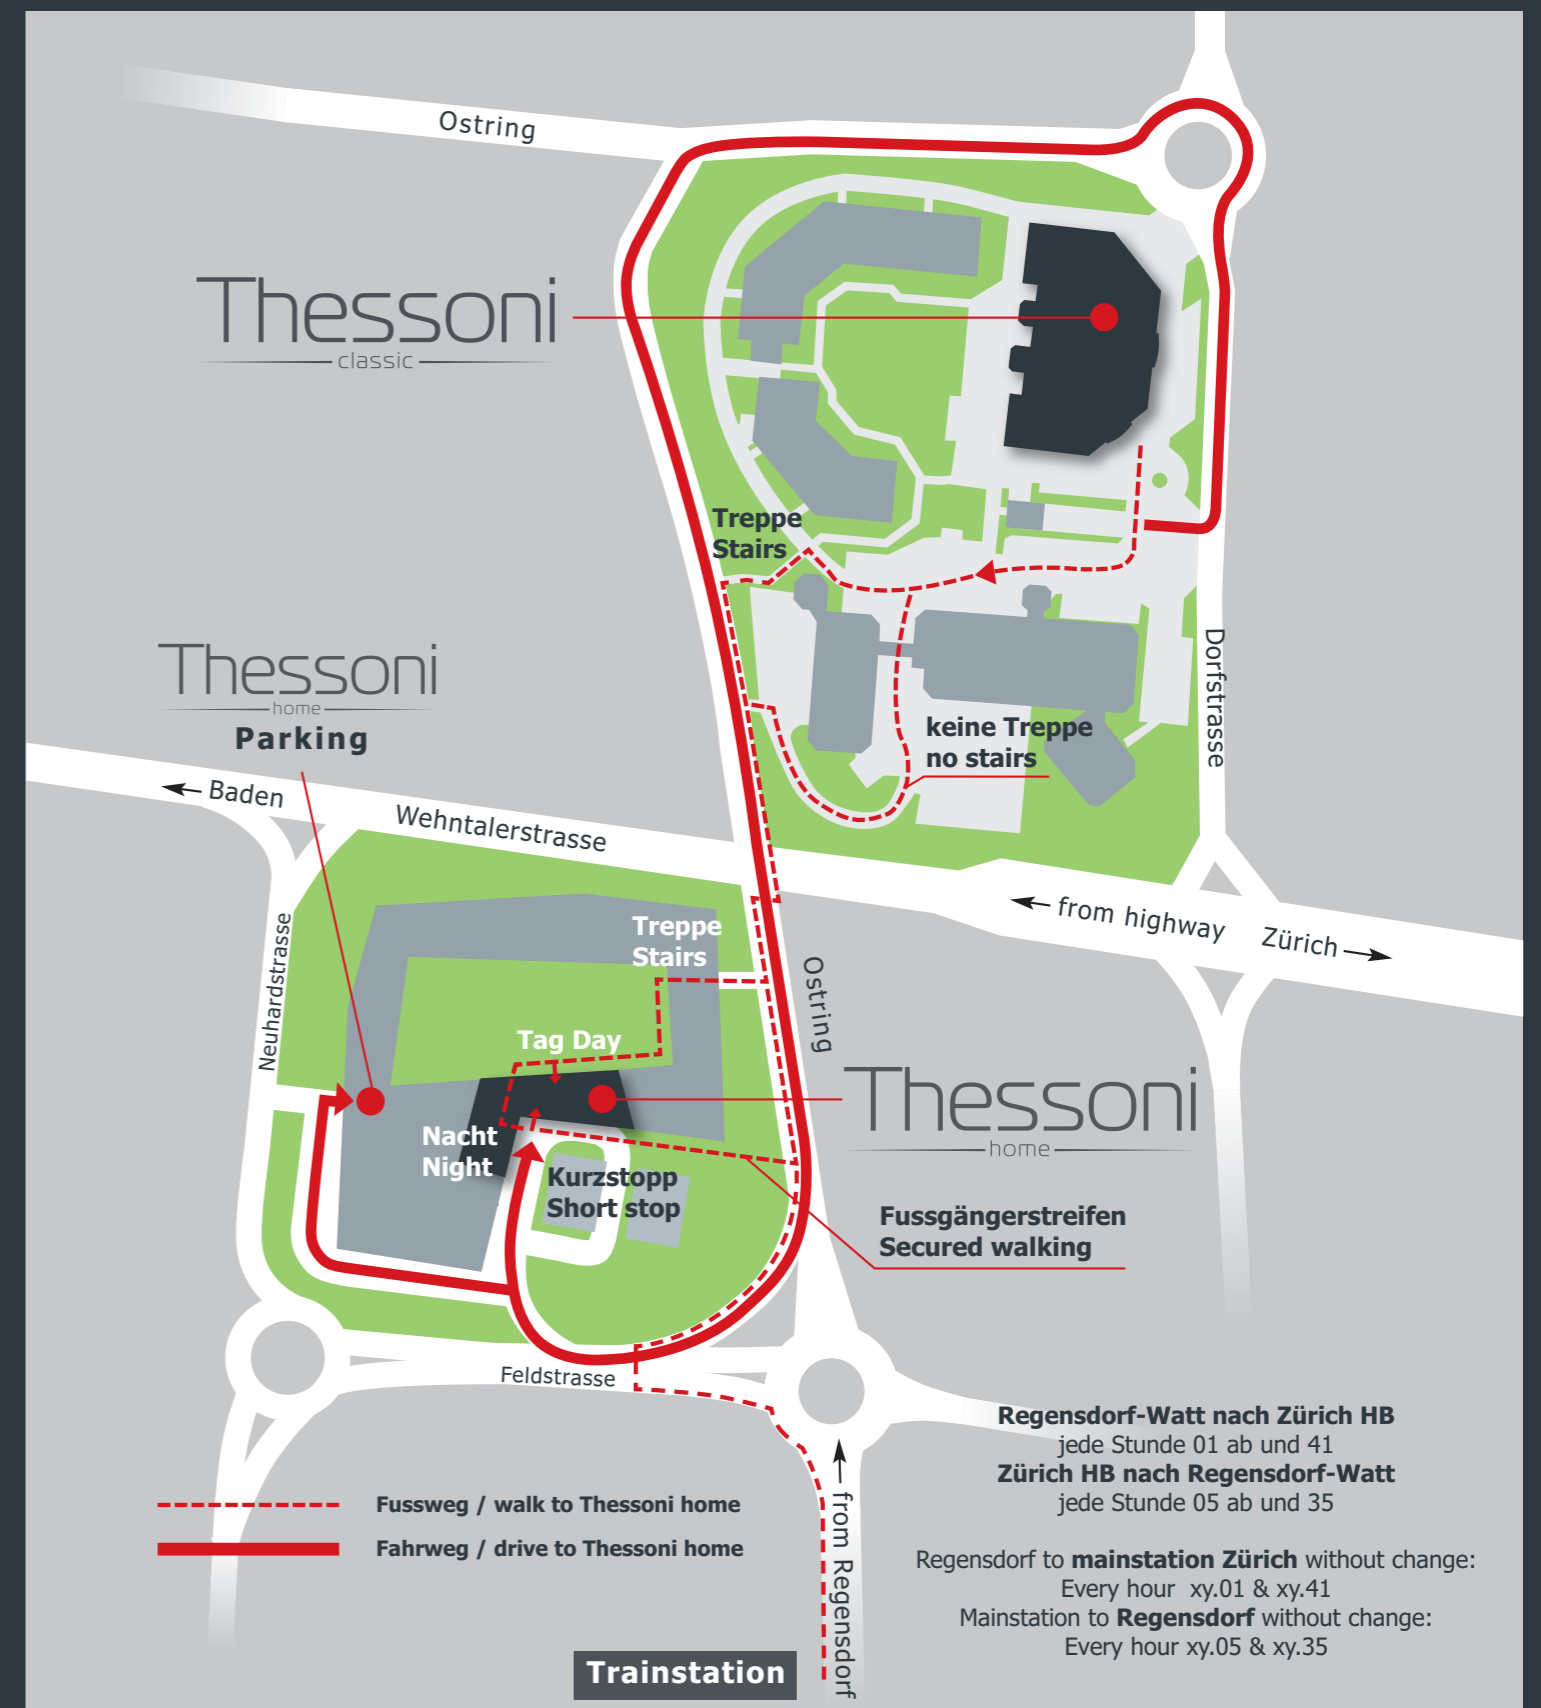 Ostring
Thessoni
classic
Treppe
Stairs
Thessoni
home
Parking
Dorfstrasse
keine Treppe
no stairs
Baden
Wehntalerstrasse
from highway
Zürich
Treppe
Stairs
Neuhardstrasse
Ostring
Tag Day
Thessoni
home
Nacht
Night
Kurzstopp
Short stop
Fussgängerstreifen
Secured walking
Feldstrasse
Regensdorf-Watt nach Zürich HB
jede Stunde 01 ab und 41
Zürich HB nach Regensdorf-Watt
jede Stunde 05 ab und 35
from Regensdorf
Fussweg / walk to Thessoni home
Fahrweg / drive to Thessoni home
Regensdorf to mainstation Zürich without change:
Every hour xy.01 & xy.41
Mainstation to Regensdorf without change:
Every hour xy.05 & xy.35
Trainstation